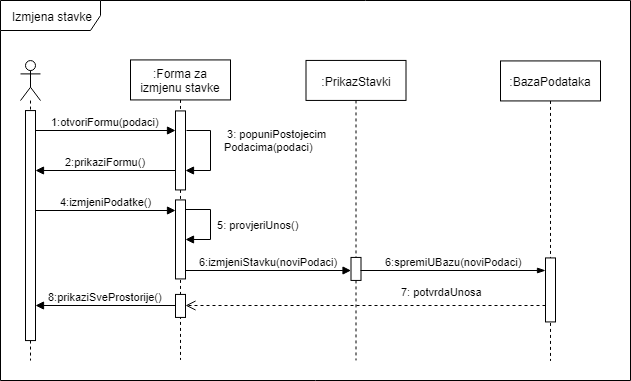 Izmjena stavke
:Forma za
izmjenu stavke
:PrikazStavki
:BazaPodataka
1:otvoriFormu(podaci)
3: popuniPostojecim
Podacima(podaci)
2:prikaziFormu()
4:izmjeniPodatke()
5: provjeriUnos()
6:izmjeniStavku(noviPodaci)
6:spremiUBazu(noviPodaci)
7: potvrdaUnosa
8:prikaziSveProstorije()